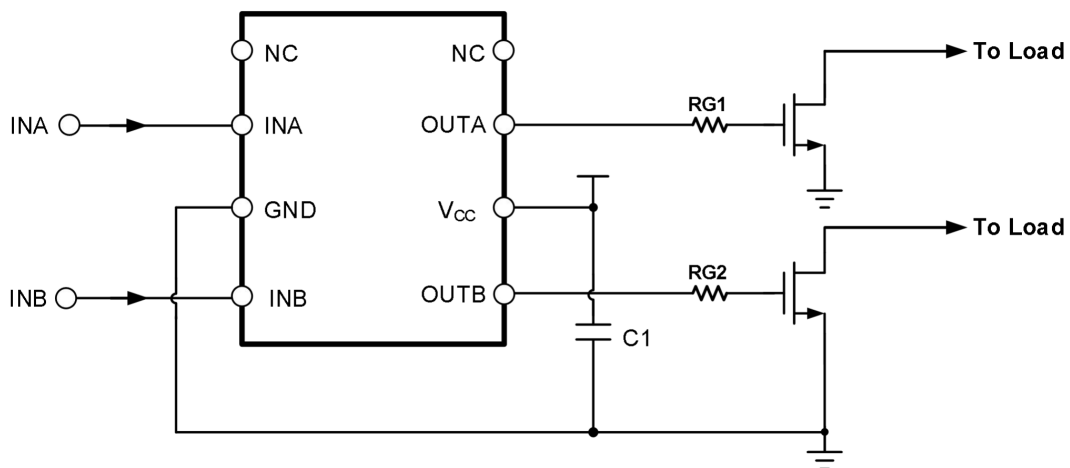 NC
NC
To Load
RG1
INA
INA
OUTA
GND
VCC
To Load
RG2
INB
INB
OUTB
C1